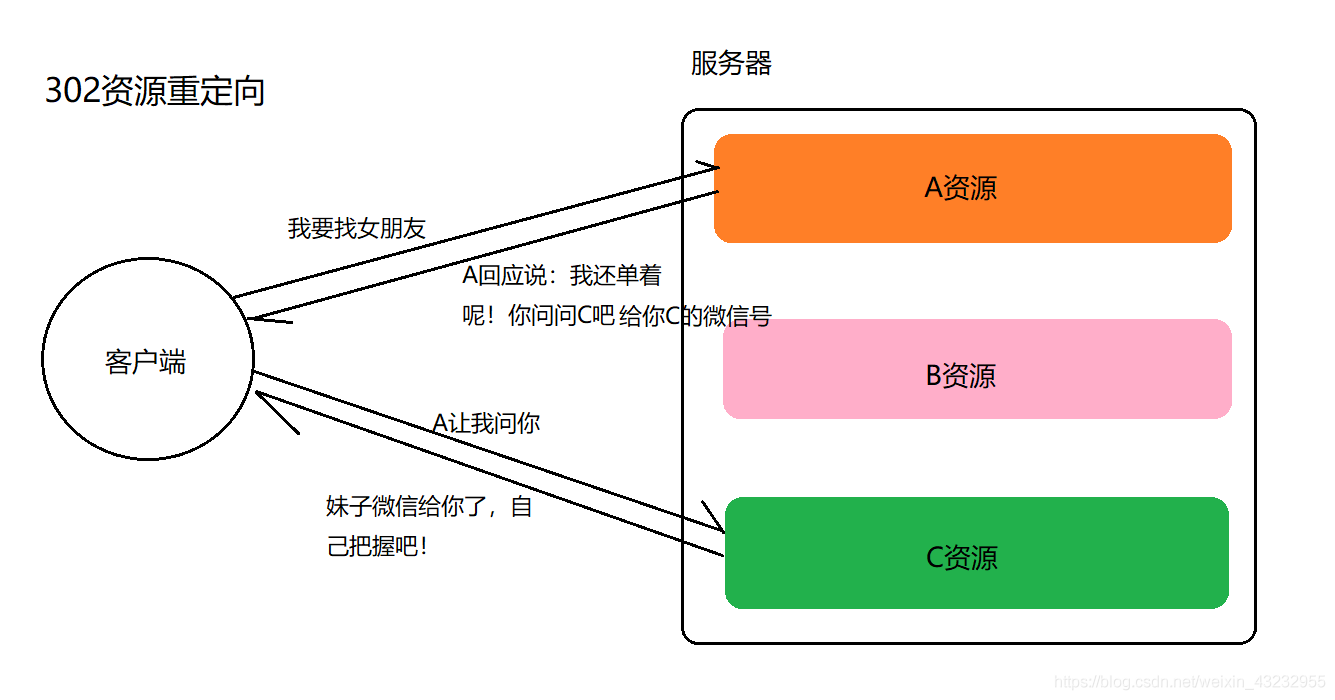 302资源重定向
服务器
A资源
我要找女朋友
A回应说：我还单着
呢！你问问C吧 给你C的微信号
客户端
B资源
A让我问你
妹子微信给你了，自
己把握吧！
C资源
https://blog.csdn.net/weixin_43232955